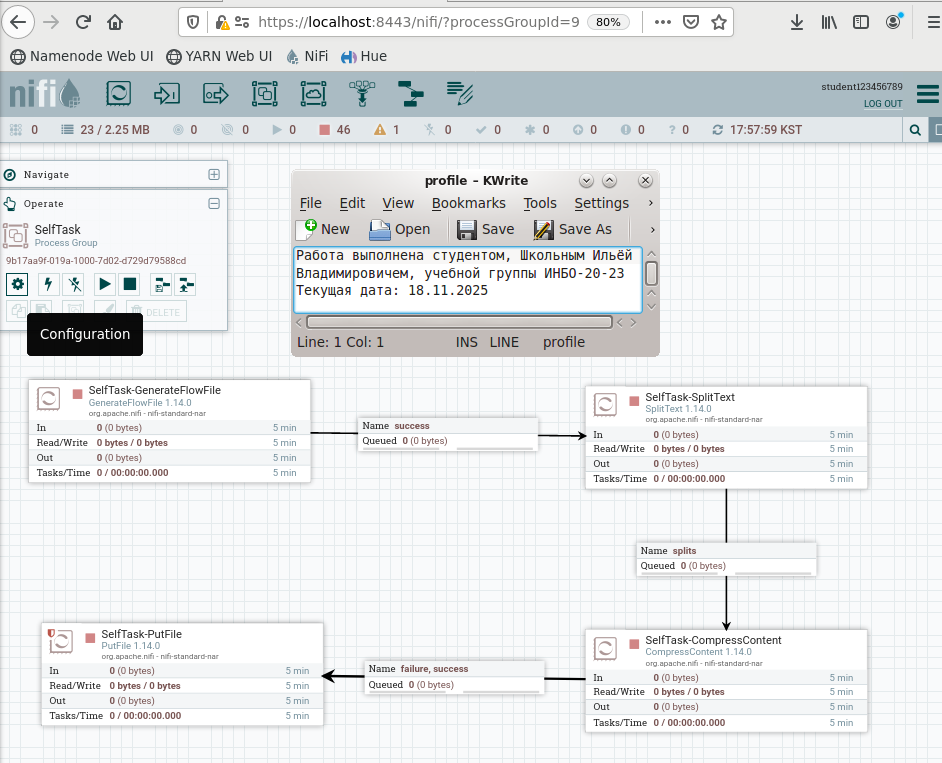 https://localhost:8443/nifi/?processGroupId=9
80%
Namenode Web UI
YARN Web UI
NiFi
Hue
nifi
student123456789
LOG OUT
0
23 / 2.25 MB
0
0
0
46
1
0
0
0
0
0
0
17:57:59 KST
Navigate
Operate
SelfTask
Process Group
9b17aa9f-019a-1000-7d02-d729d79588cd
DELETE
Configuration
profile – KWrite
File Edit View Bookmarks Tools Settings
New Open Save Save As
Работа выполнена студентом, Школьным Ильёй
Владимировичем, учебной группы ИНБО-20-23
Текущая дата: 18.11.2025
Line: 1 Col: 1 INS LINE profile
SelfTask-GenerateFlowFile
GenerateFlowFile 1.14.0
org.apache.nifi - nifi-standard-nar
In 0 (0 bytes) 5 min
Read/Write 0 bytes / 0 bytes 5 min
Out 0 (0 bytes) 5 min
Tasks/Time 0 / 00:00:00.000 5 min
Name success
Queued 0 (0 bytes)
SelfTask-SplitText
SplitText 1.14.0
org.apache.nifi - nifi-standard-nar
In 0 (0 bytes) 5 min
Read/Write 0 bytes / 0 bytes 5 min
Out 0 (0 bytes) 5 min
Tasks/Time 0 / 00:00:00.000 5 min
Name splits
Queued 0 (0 bytes)
SelfTask-PutFile
PutFile 1.14.0
org.apache.nifi - nifi-standard-nar
In 0 (0 bytes) 5 min
Read/Write 0 bytes / 0 bytes 5 min
Out 0 (0 bytes) 5 min
Tasks/Time 0 / 00:00:00.000 5 min
Name failure, success
Queued 0 (0 bytes)
SelfTask-CompressContent
CompressContent 1.14.0
org.apache.nifi - nifi-standard-nar
In 0 (0 bytes) 5 min
Read/Write 0 bytes / 0 bytes 5 min
Out 0 (0 bytes) 5 min
Tasks/Time 0 / 00:00:00.000 5 min